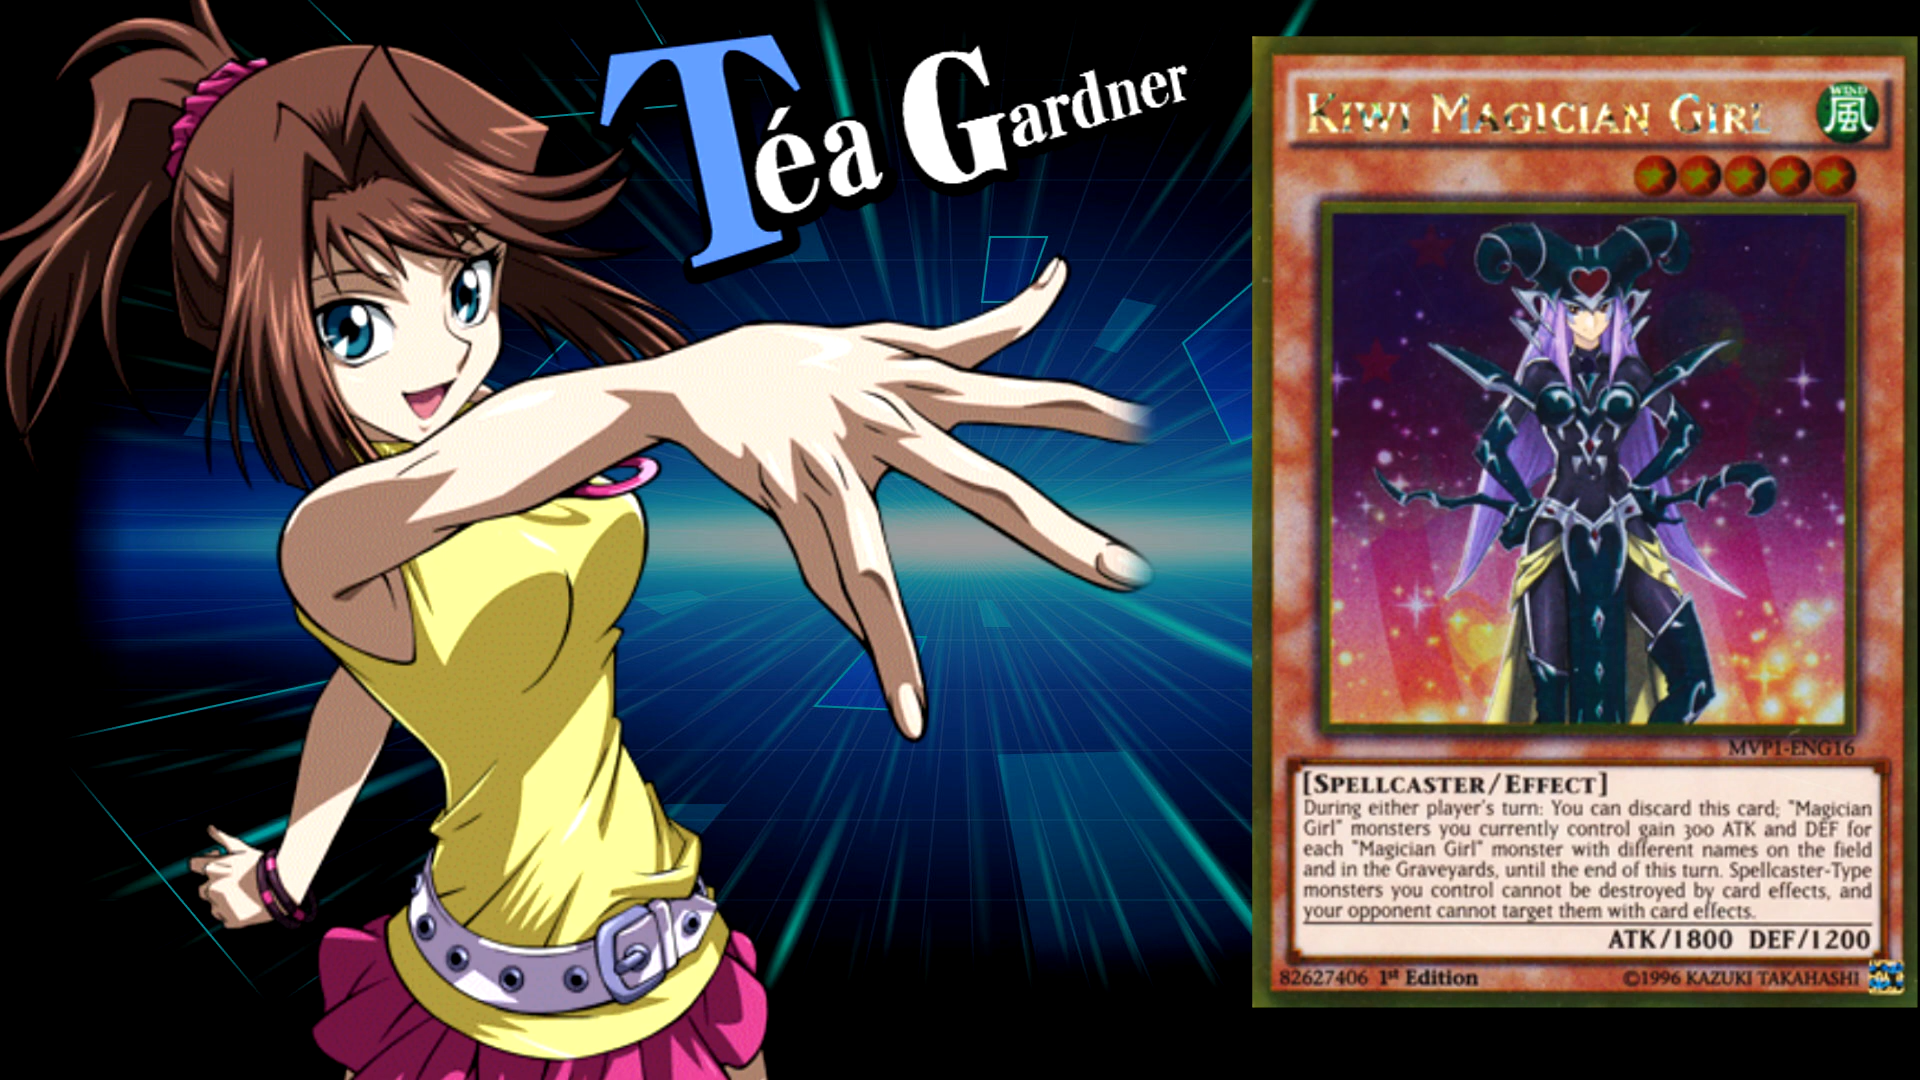 Téa Gardner
KIWI MAGICIAN GIRL
WIND
風
MVP1-ENG16
[SPELLCASTER/EFFECT]
During either player's turn: You can discard this card; "Magician
Girl" monsters you currently control gain 300 ATK and DEF for
each "Magician Girl" monster with different names on the field
and in the Graveyards, until the end of this turn. Spellcaster-Type
monsters you control cannot be destroyed by card effects, and
your opponent cannot target them with card effects.
ATK/1800 DEF/1200
82627406 1st Edition
©1996 KAZUKI TAKAHASHI